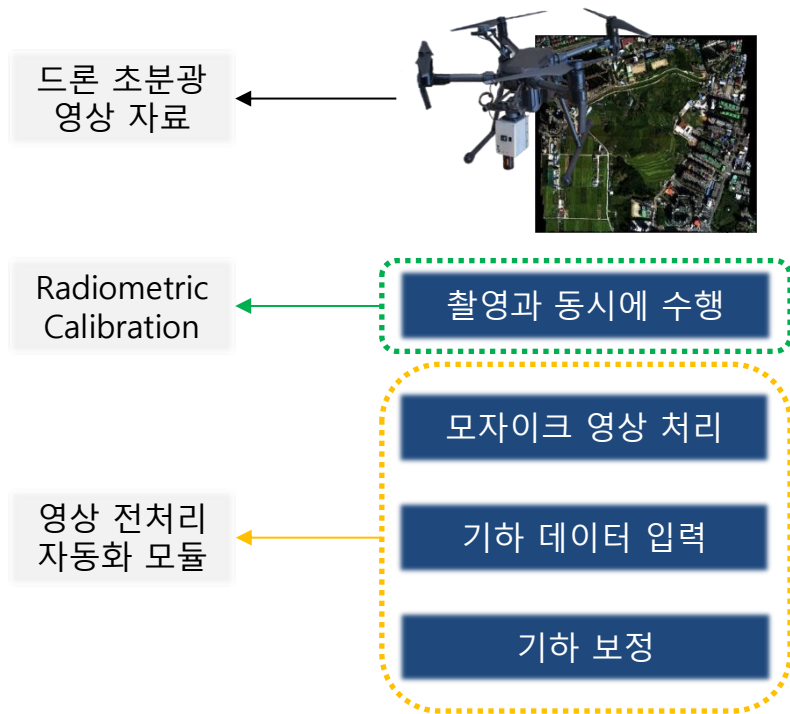 드론 초분광
영상 자료
Radiometric
Calibration
촬영과 동시에 수행
모자이크 영상 처리
영상 전처리
자동화 모듈
기하 데이터 입력
기하 보정